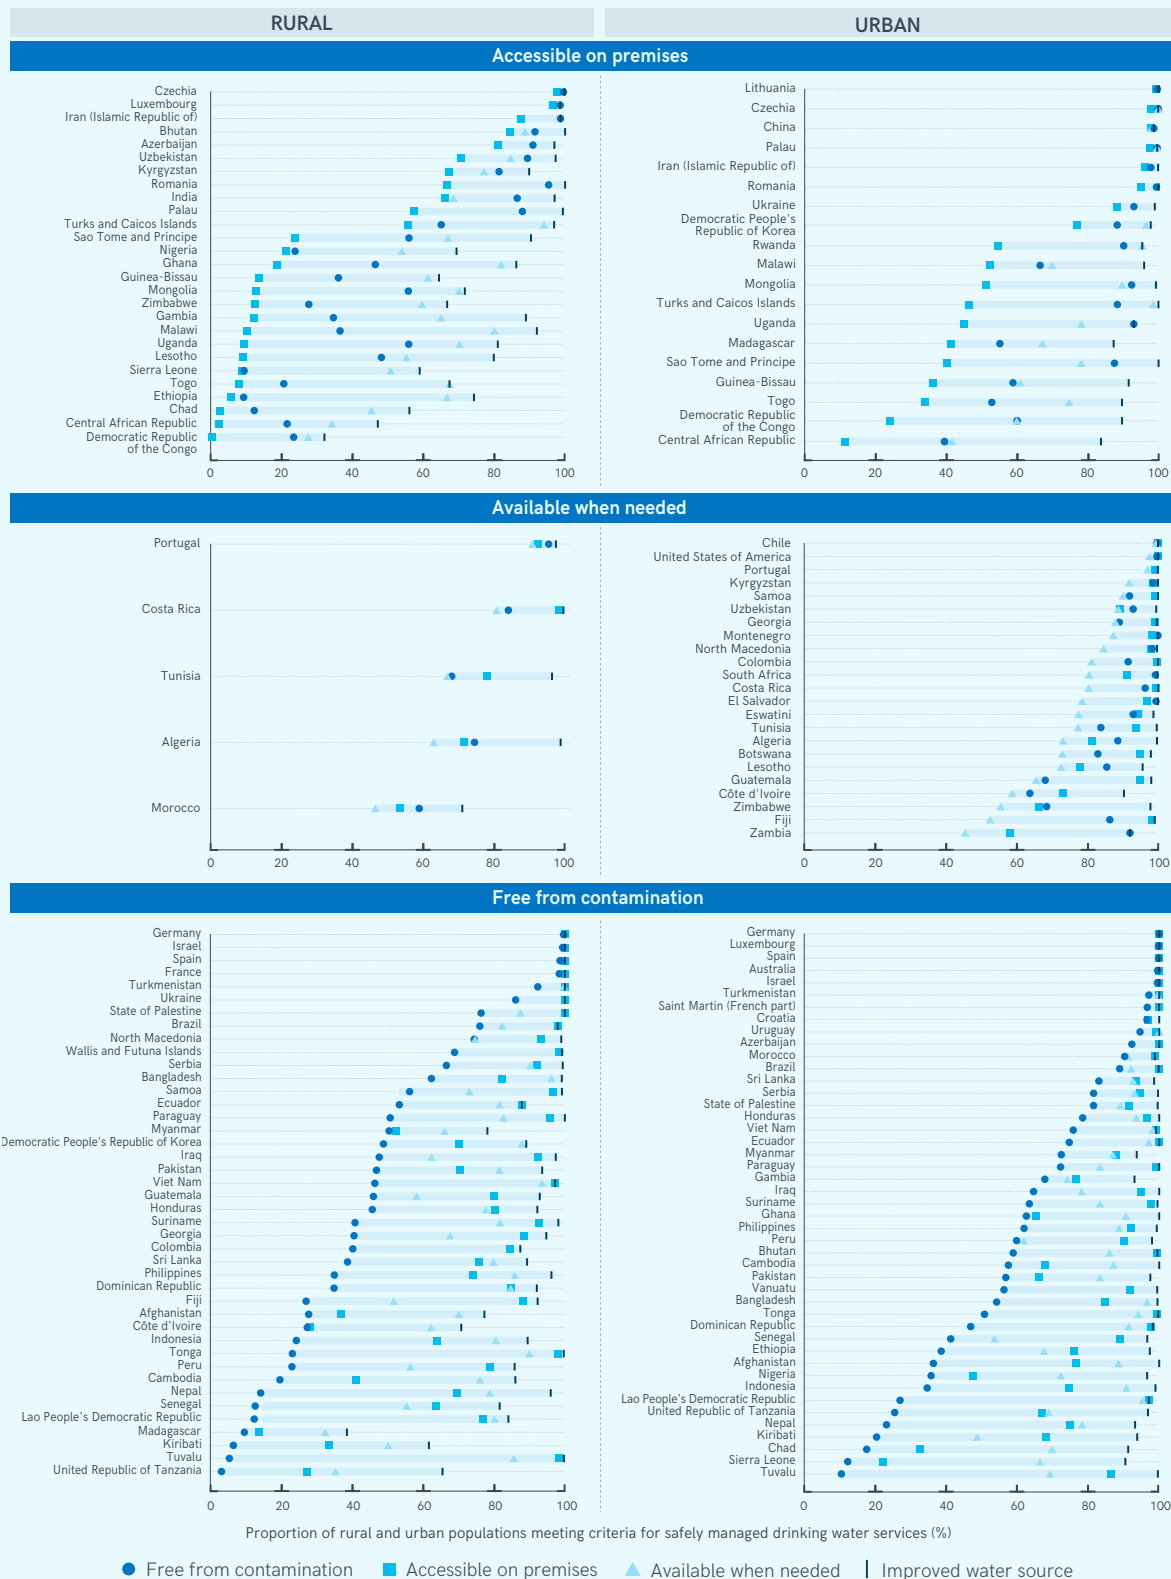 RURAL
URBAN
Accessible on premises
Czechia
Luxembourg
Iran (Islamic Republic of)
Bhutan
Azerbaijan
Uzbekistan
Kyrgyzstan
Romania
India
Palau
Turks and Caicos Islands
Sao Tome and Principe
Nigeria
Ghana
Guinea-Bissau
Mongolia
Zimbabwe
Gambia
Malawi
Uganda
Lesotho
Sierra Leone
Togo
Ethiopia
Chad
Central African Republic
Democratic Republic
of the Congo
0 20 40 60 80 100
Lithuania
Czechia
China
Palau
Iran (Islamic Republic of)
Romania
Ukraine
Democratic People's
Republic of Korea
Rwanda
Malawi
Mongolia
Turks and Caicos Islands
Uganda
Madagascar
Sao Tome and Principe
Guinea-Bissau
Togo
Democratic Republic
of the Congo
Central African Republic
0 20 40 60 80 100
Available when needed
Portugal
Costa Rica
Tunisia
Algeria
Morocco
0 20 40 60 80 100
Chile
United States of America
Portugal
Kyrgyzstan
Samoa
Uzbekistan
Georgia
Montenegro
North Macedonia
Colombia
South Africa
Costa Rica
El Salvador
Eswatini
Tunisia
Algeria
Botswana
Lesotho
Guatemala
Côte d'Ivoire
Zimbabwe
Fiji
Zambia
0 20 40 60 80 100
Free from contamination
Germany
Israel
Spain
France
Turkmenistan
Ukraine
State of Palestine
Brazil
North Macedonia
Wallis and Futuna Islands
Serbia
Bangladesh
Samoa
Ecuador
Paraguay
Myanmar
Democratic People's Republic of Korea
Iraq
Pakistan
Viet Nam
Guatemala
Honduras
Suriname
Georgia
Colombia
Sri Lanka
Philippines
Dominican Republic
Fiji
Afghanistan
Côte d'Ivoire
Indonesia
Tonga
Peru
Cambodia
Nepal
Senegal
Lao People's Democratic Republic
Madagascar
Kiribati
Tuvalu
United Republic of Tanzania
0 20 40 60 80 100
Germany
Luxembourg
Spain
Australia
Israel
Turkmenistan
Saint Martin (French part)
Croatia
Uruguay
Azerbaijan
Morocco
Brazil
Sri Lanka
Serbia
State of Palestine
Honduras
Viet Nam
Ecuador
Myanmar
Paraguay
Gambia
Iraq
Suriname
Ghana
Philippines
Peru
Bhutan
Cambodia
Pakistan
Vanuatu
Bangladesh
Tonga
Dominican Republic
Senegal
Ethiopia
Afghanistan
Nigeria
Indonesia
Lao People's Democratic Republic
United Republic of Tanzania
Nepal
Kiribati
Chad
Sierra Leone
Tuvalu
0 20 40 60 80 100
Proportion of rural and urban populations meeting criteria for safely managed drinking water services (%)
Free from contamination Accessible on premises Available when needed Improved water source